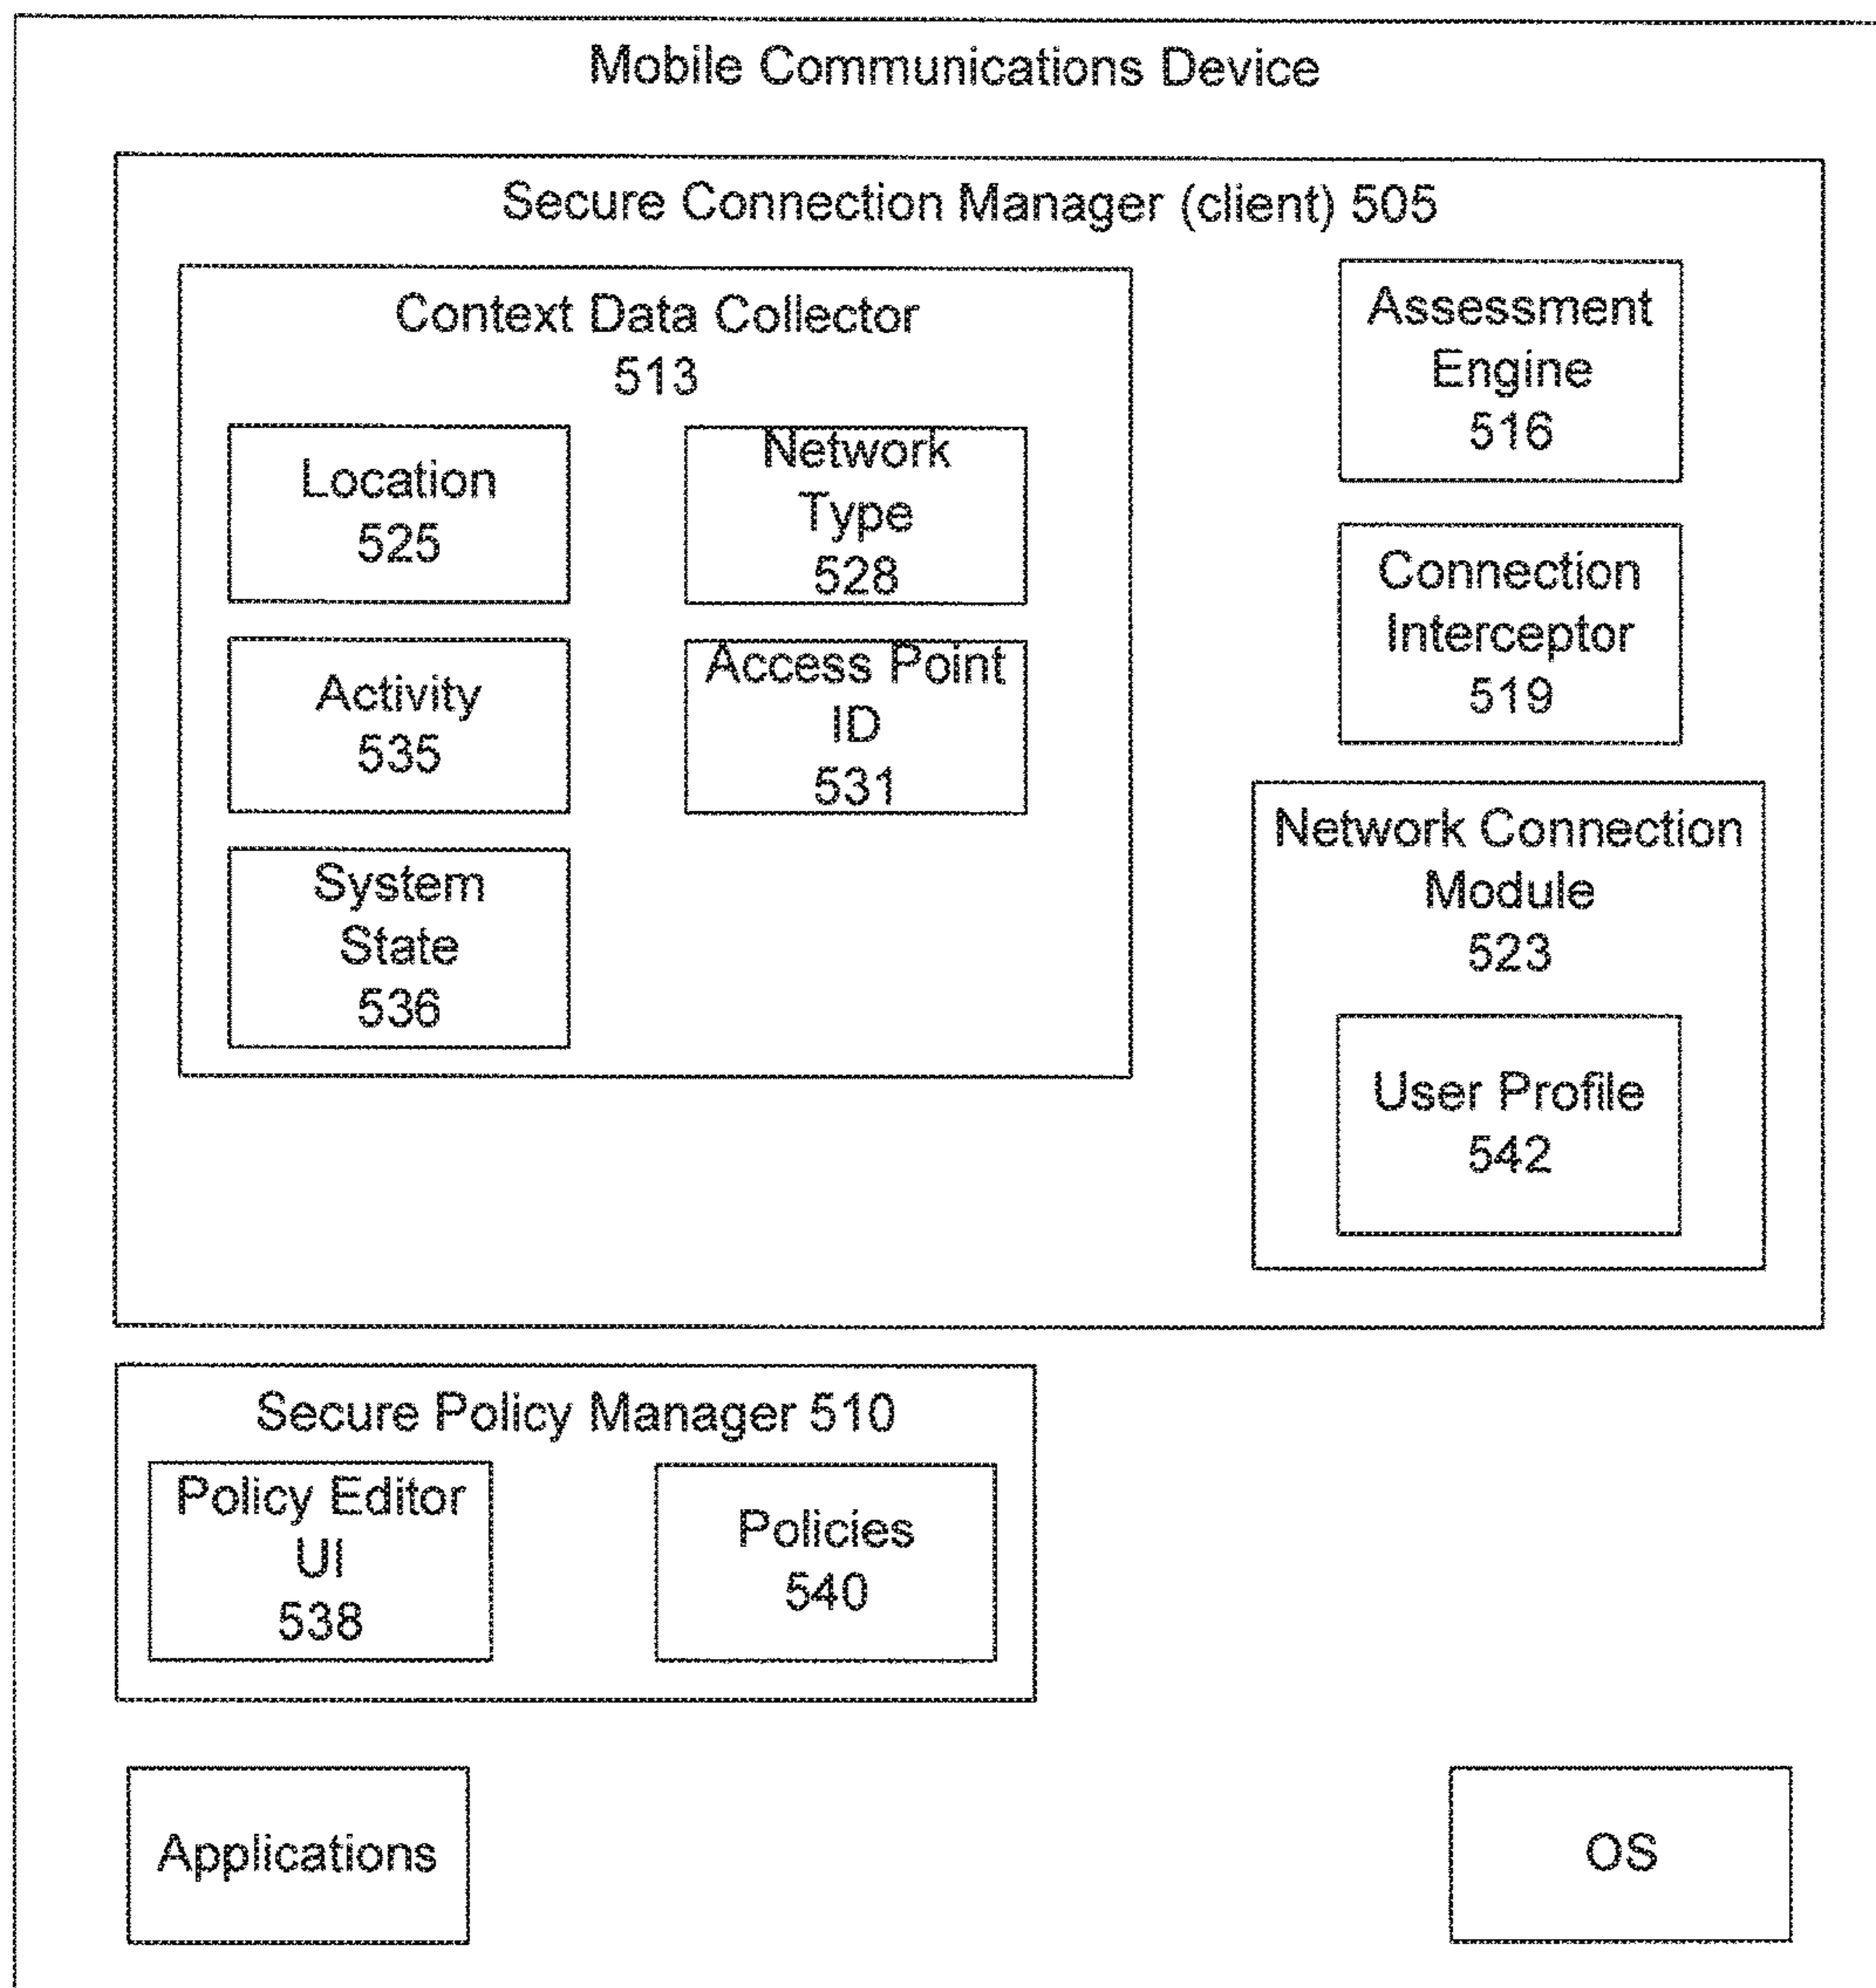 Mobile Communications Device
Secure Connection Manager (client) 505
Context Data Collector
513
Location
525
Network
Type
528
Activity
535
Access Point
ID
531
System
State
536
Assessment
Engine
516
Connection
Interceptor
519
Network Connection
Module
523
User Profile
542
Secure Policy Manager 510
Policy Editor
UI
538
Policies
540
Applications
OS